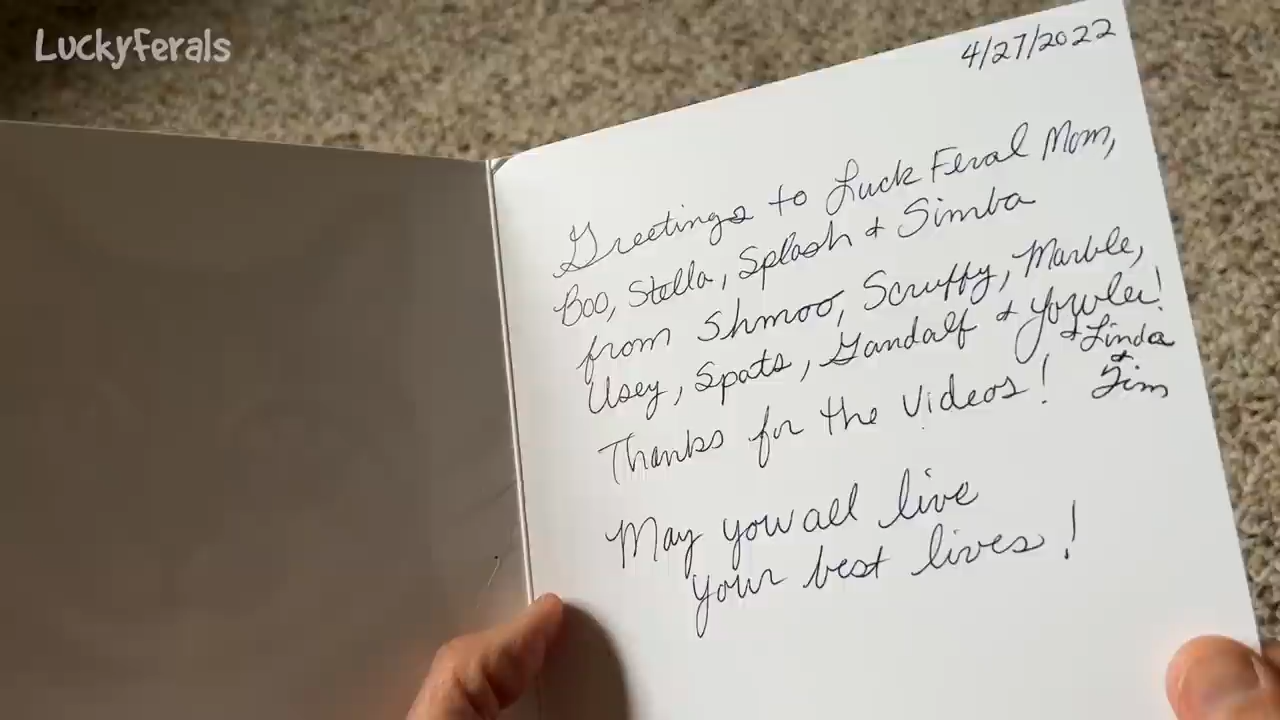 LuckyFerals
4/27/2022
Greetings to Luck Feral Mom,
Boo, Stella, Splash & Simba
from Shmoo, Scruffy, Marble,
Usey, Spats, Gandalf & Yowler!
& Linda
&
Jim
Thanks for the videos!
May you all live
your best lives!